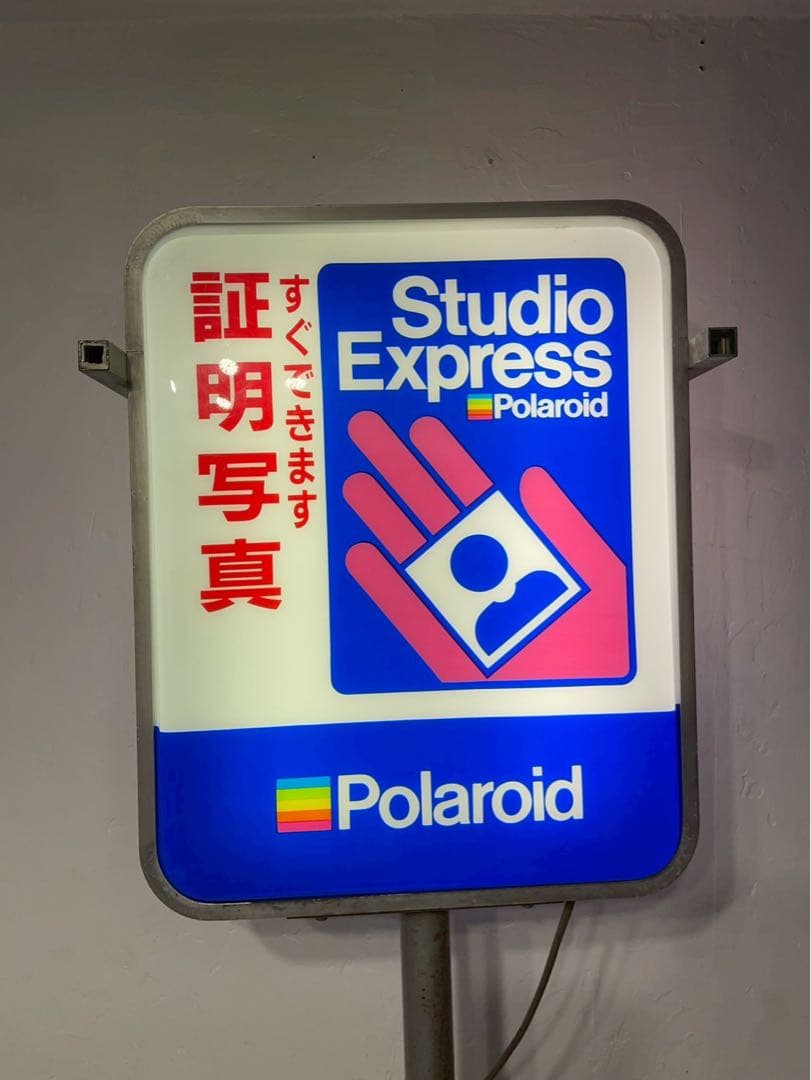 すぐできます
証明写真
Studio
Express
Polaroid
Polaroid